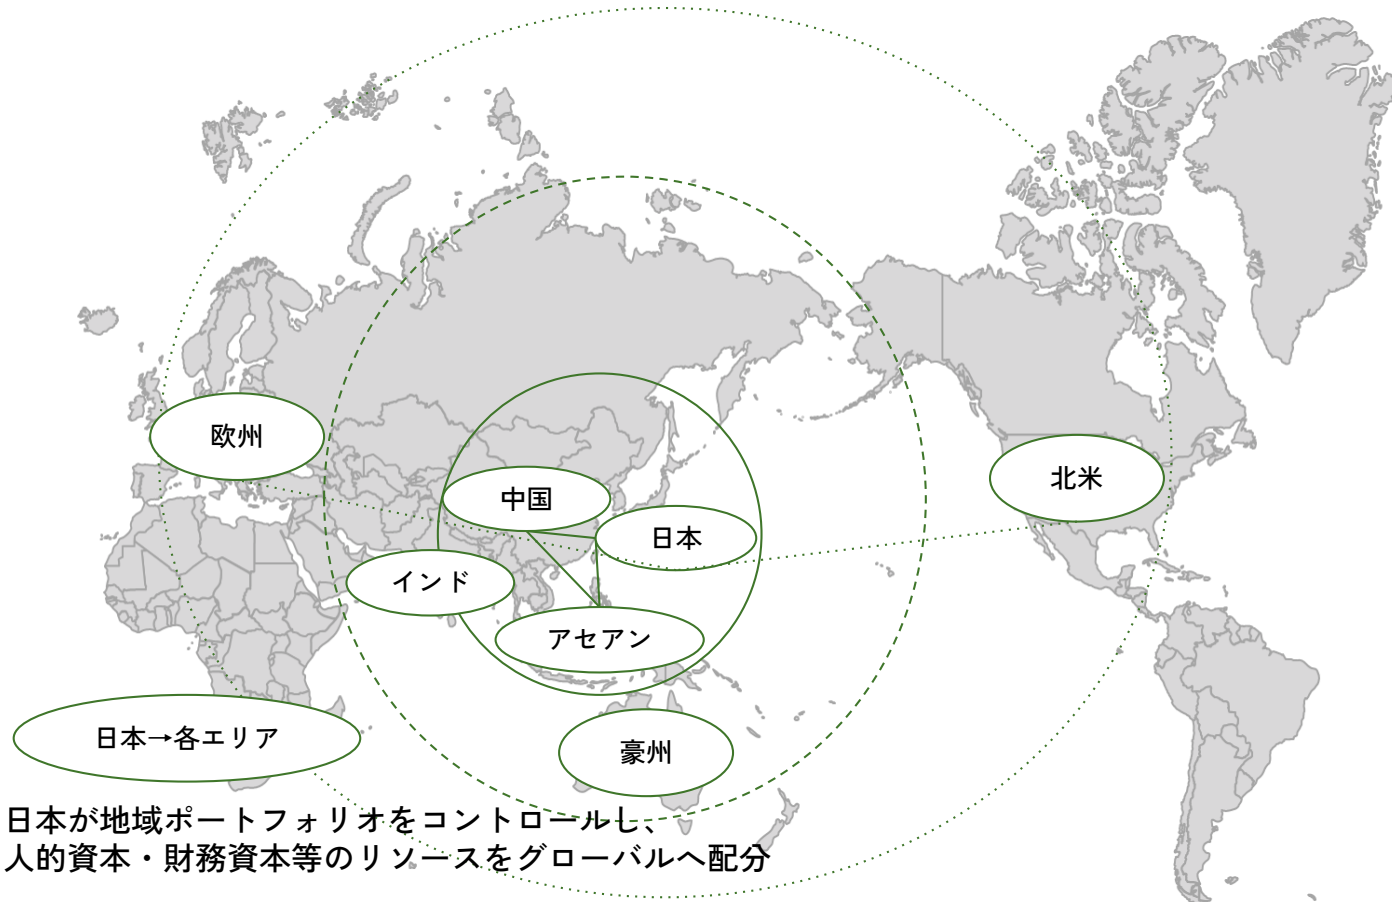 欧州
北米
中国
日本
インド
アセアン
豪州
日本→各エリア
日本が地域ポートフォリオをコントロールし、
人的資本・財務資本等のリソースをグローバルへ配分